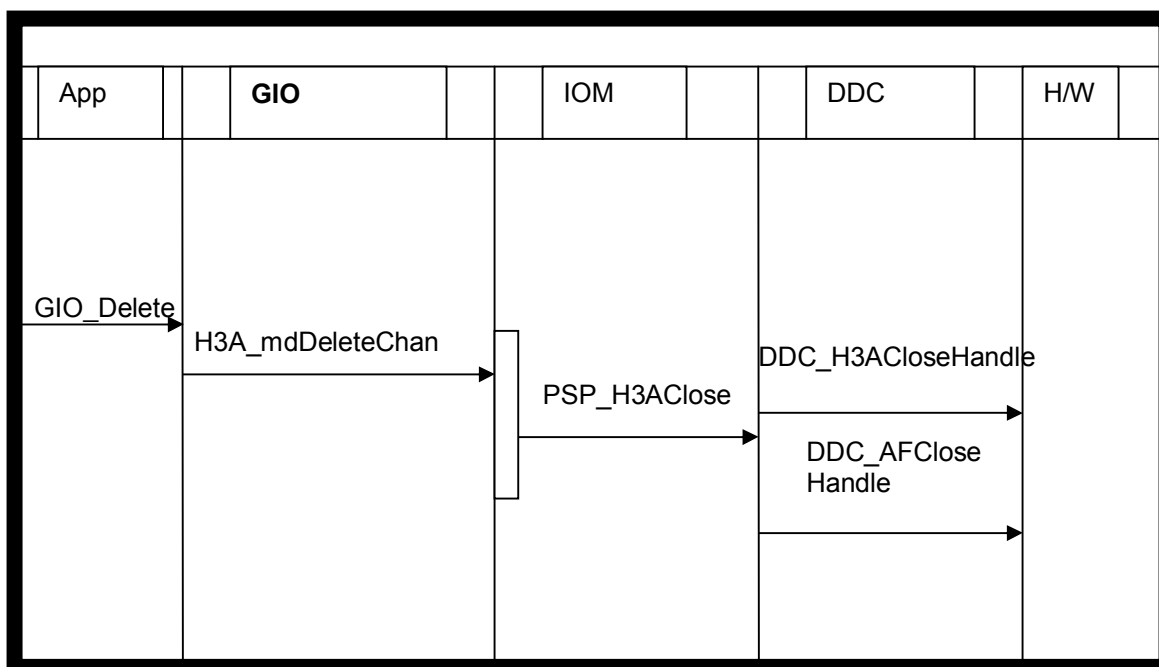 App
GIO
IOM
DDC
H/W
GIO_Delete
H3A_mdDeleteChan
DDC_H3ACloseHandle
PSP_H3AClose
DDC_AFClose
Handle